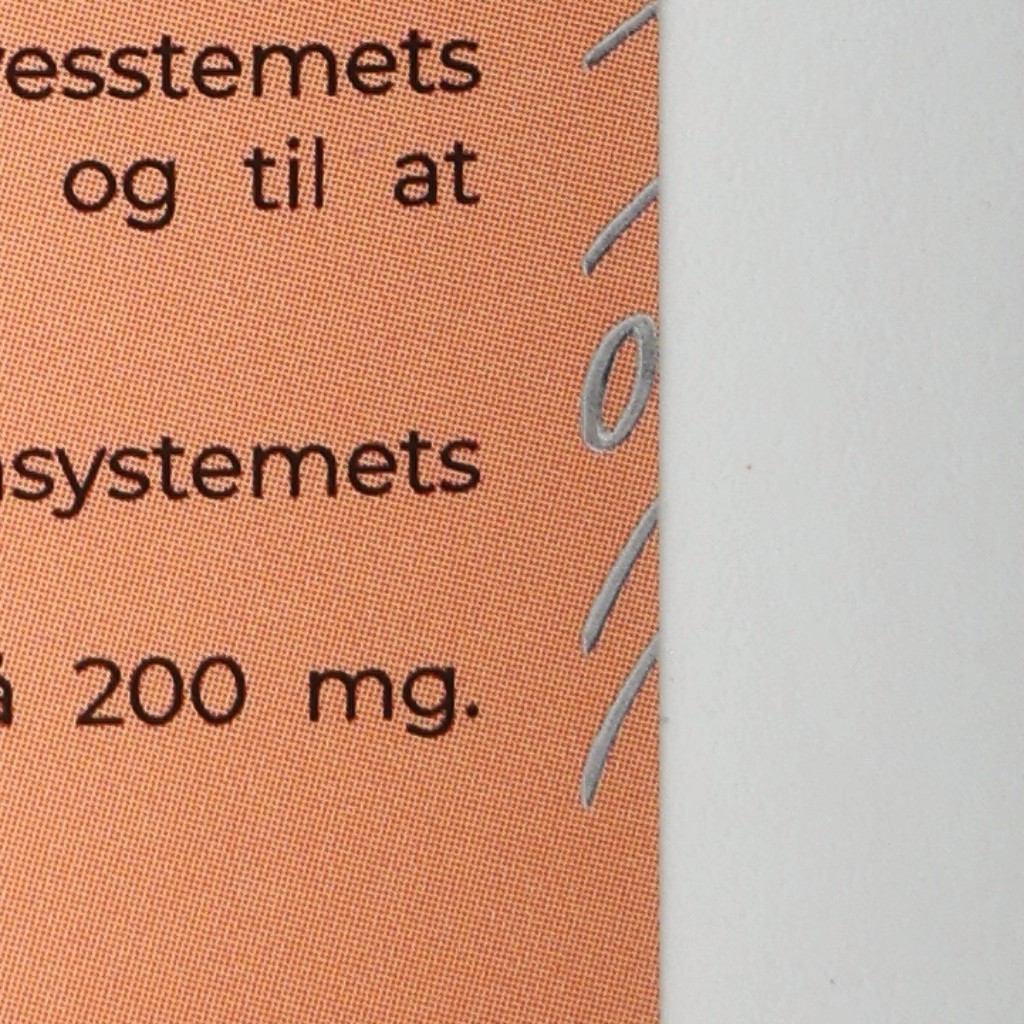 esstemets
og til at
systemets
200 mg.